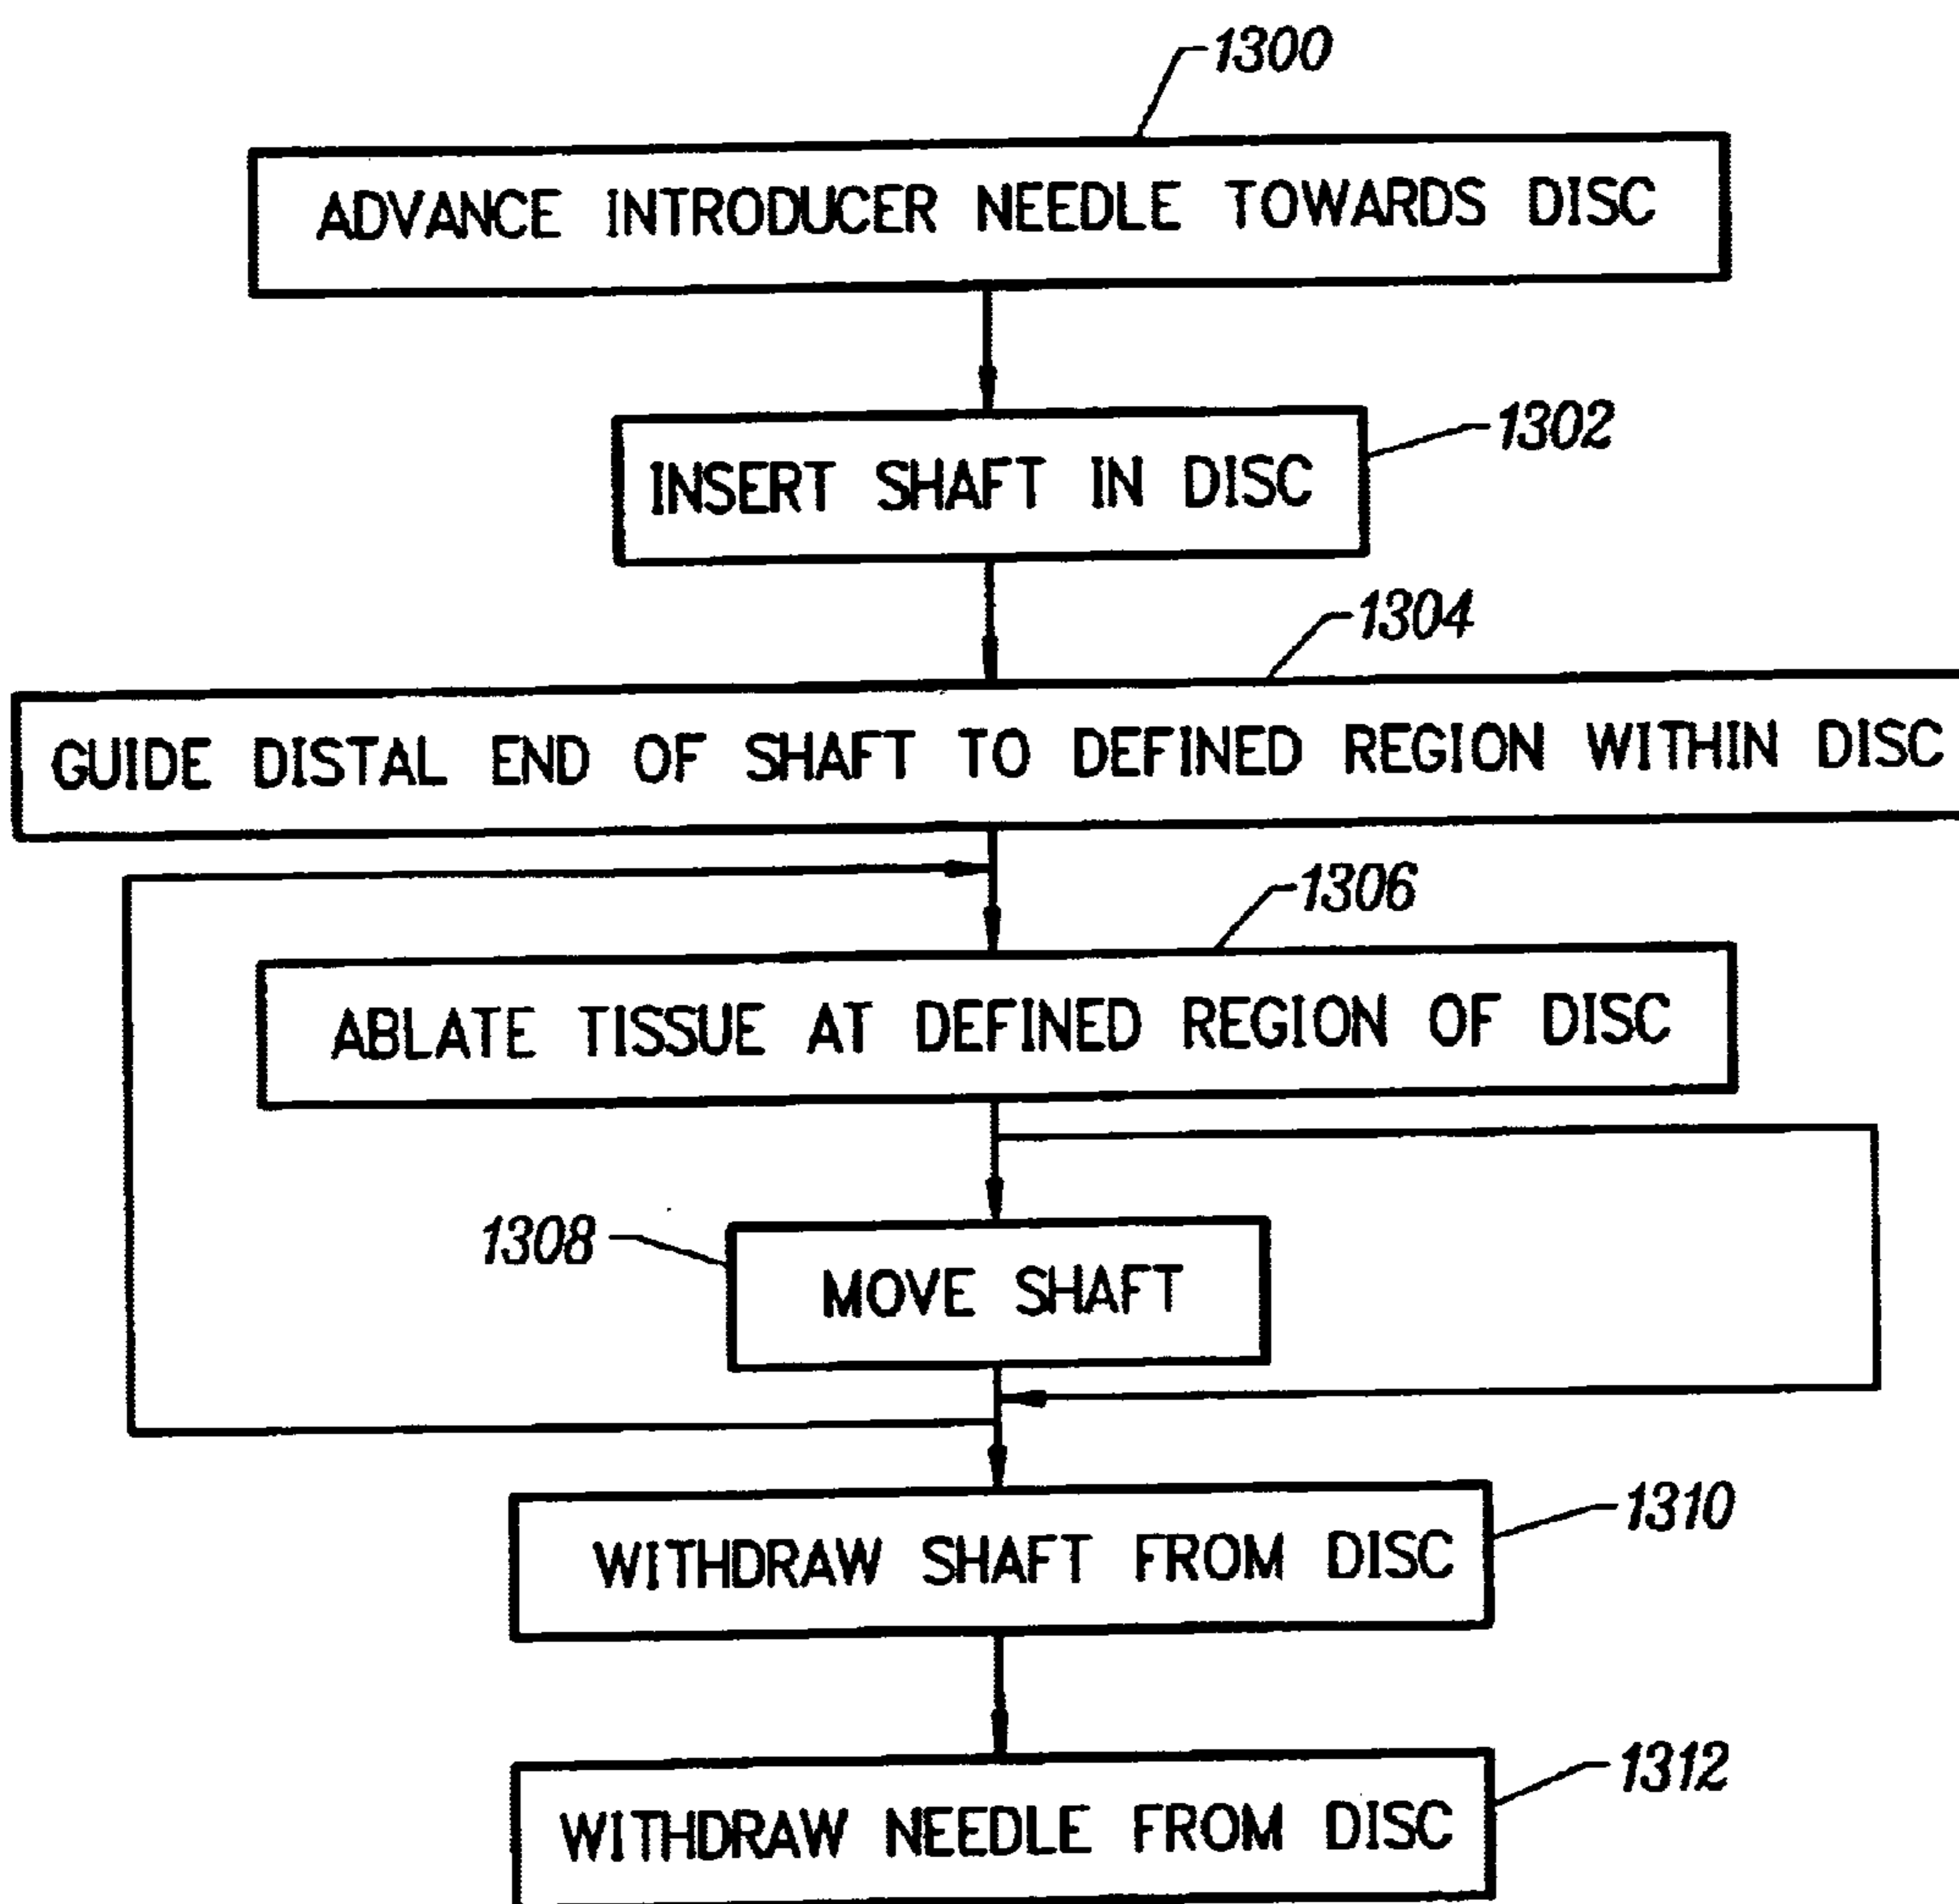 1300
ADVANCE INTRODUCER NEEDLE TOWARDS DISC
1302
INSERT SHAFT IN DISC
1304
GUIDE DISTAL END OF SHAFT TO DEFINED REGION WITHIN DISC
1306
ABLATE TISSUE AT DEFINED REGION OF DISC
1308
MOVE SHAFT
1310
WITHDRAW SHAFT FROM DISC
1312
WITHDRAW NEEDLE FROM DISC